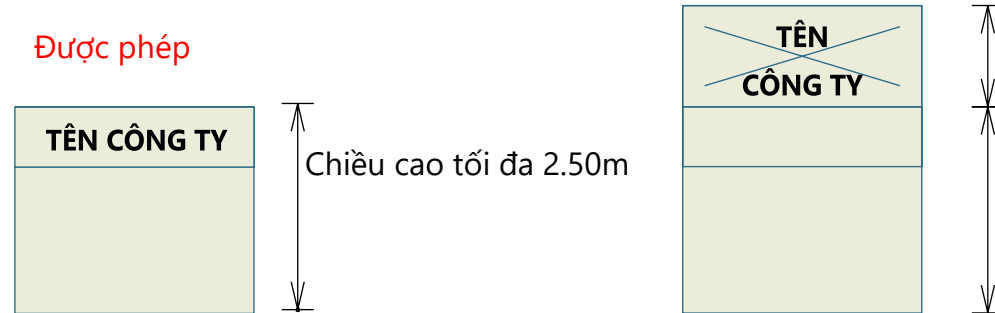 Được phép
TÊN CÔNG TY
Chiều cao tối đa 2.50m
TÊN
CÔNG TY